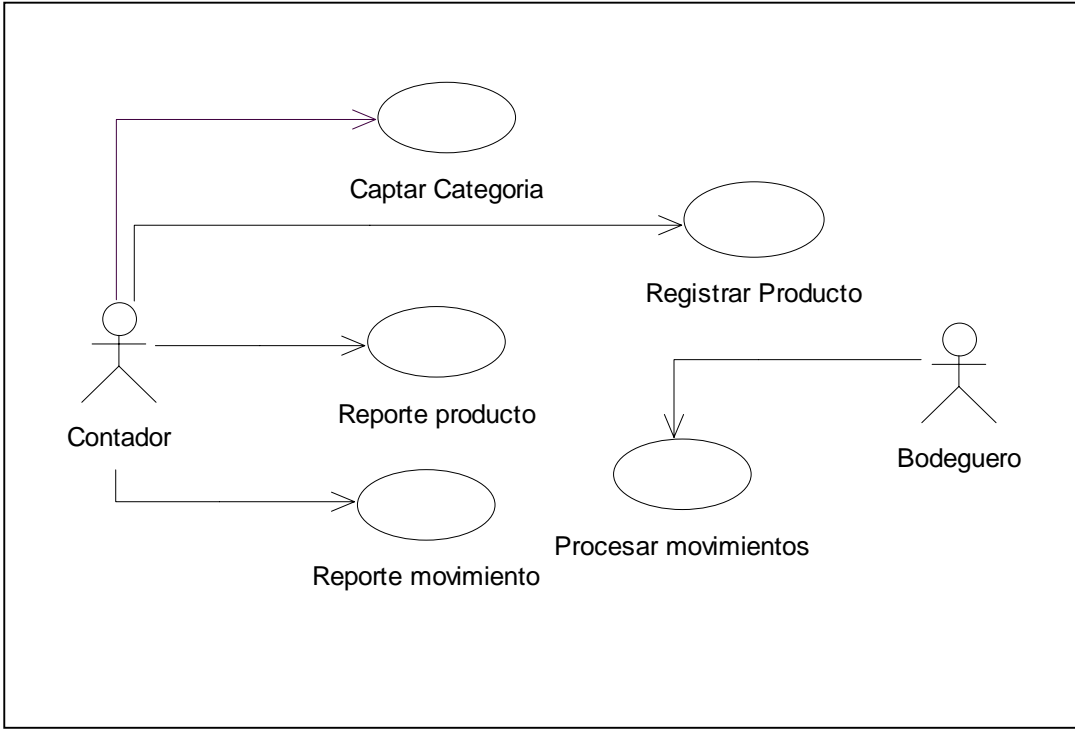 Captar Categoria
Registrar Producto
Reporte producto
Contador
Bodeguero
Procesar movimientos
Reporte movimiento